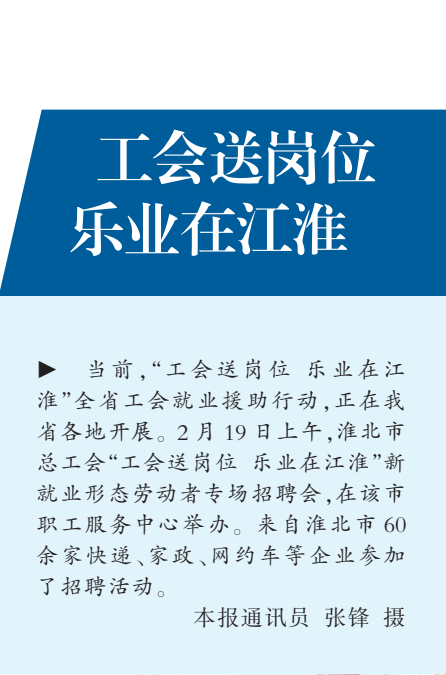 工会送岗位
乐业在江淮
▶ 当前,“工会送岗位 乐业在江
淮”全省工会就业援助行动,正在我
省各地开展。2月19日上午,淮北市
总工会“工会送岗位 乐业在江淮”新
就业形态劳动者专场招聘会,在该市
职工服务中心举办。来自淮北市60
余家快递、家政、网约车等企业参加
了招聘活动。
本报通讯员 张锋 摄